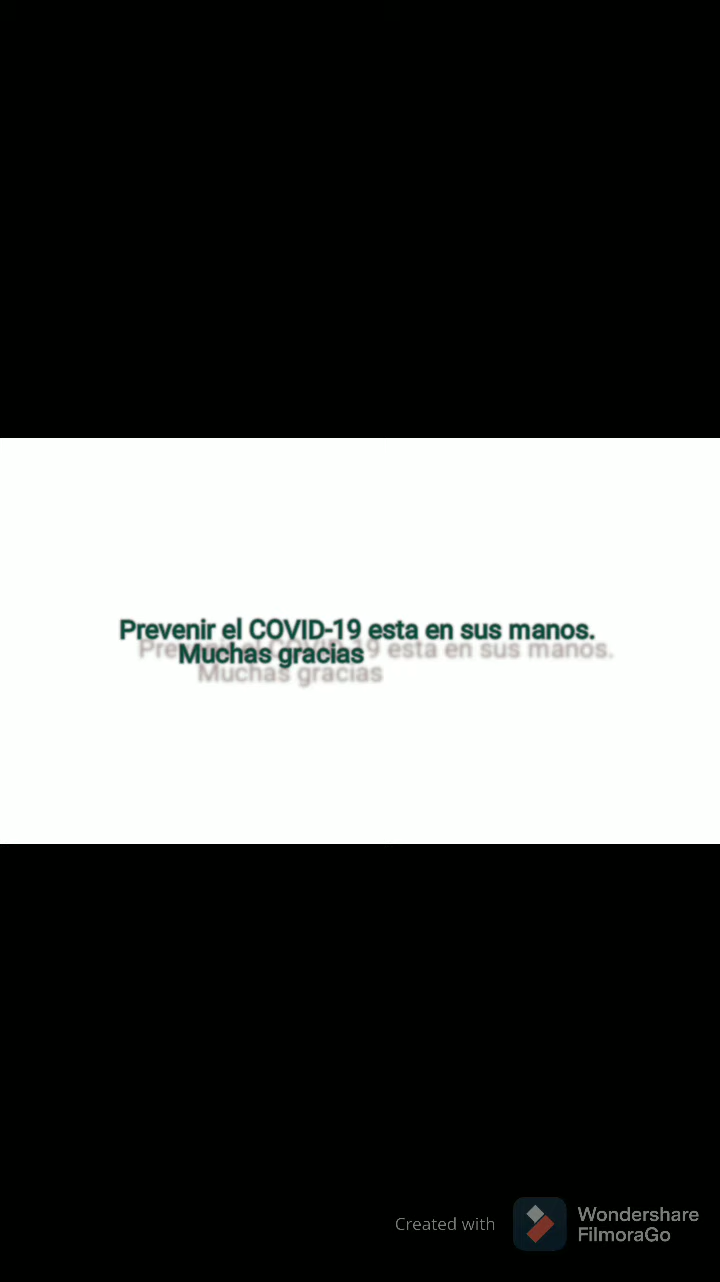 Prevenir el COVID-19 esta en sus manos.
Muchas gracias
Created with
Wondershare
FilmoraGo